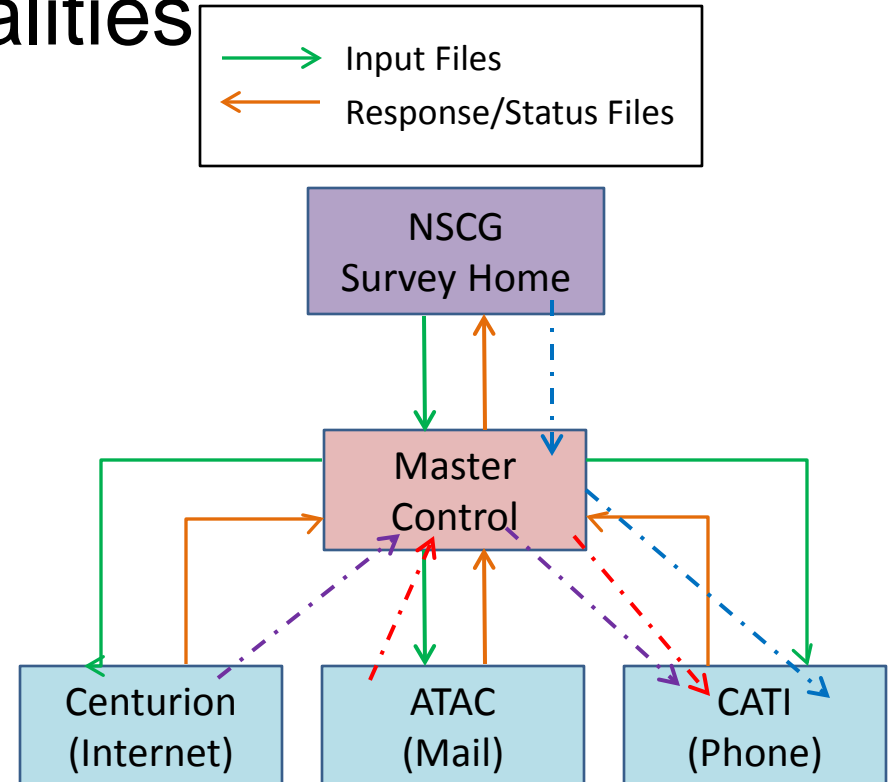 alities
Input Files
Response/Status Files
NSCG
Survey Home
Master
Control
Centurion
(Internet)
ATAC
(Mail)
CATI
(Phone)